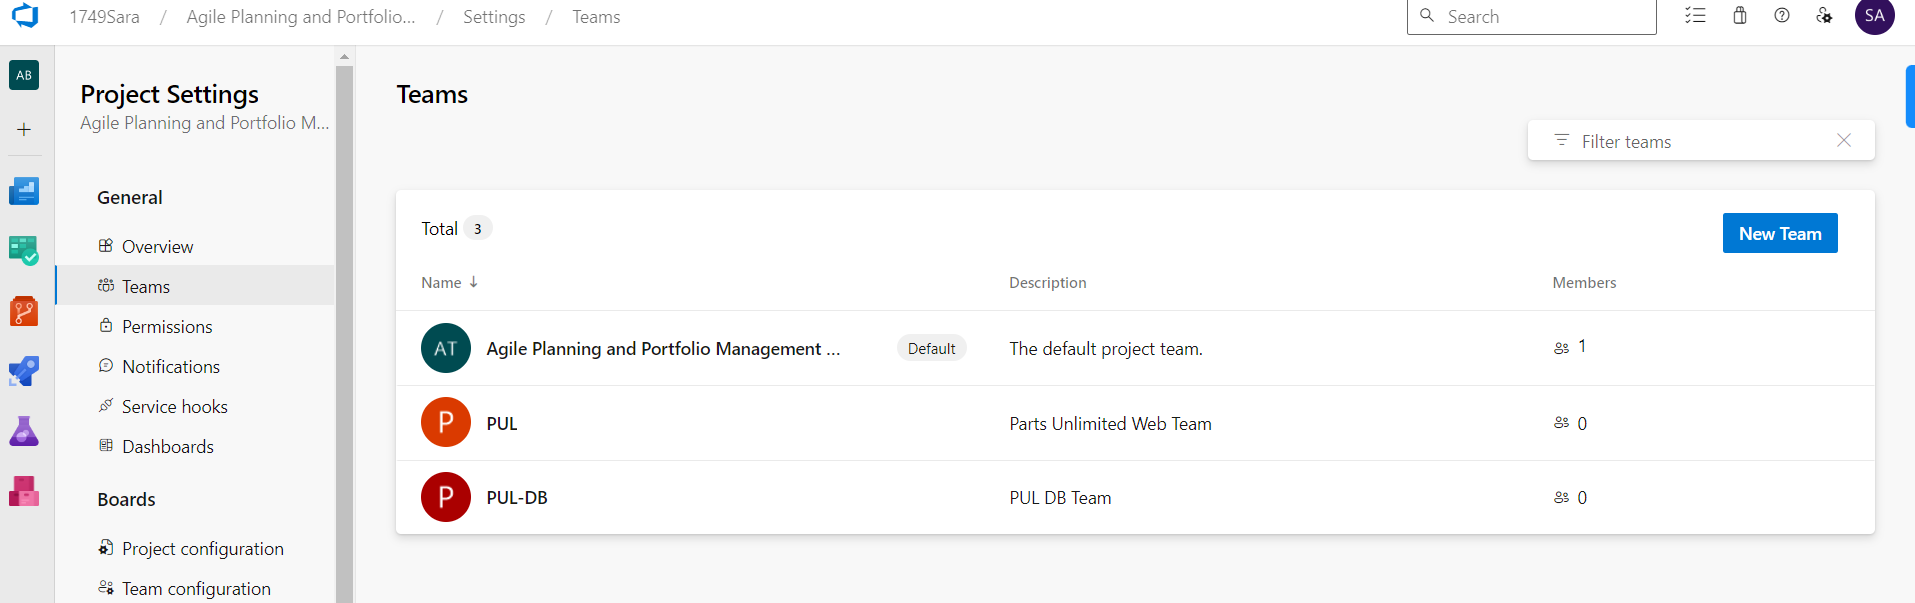 1749Sara / Agile Planning and Portfolio... / Settings / Teams
Search
SA
AB
Project Settings
Agile Planning and Portfolio M...
General
Overview
Teams
Permissions
Notifications
Service hooks
Dashboards
Boards
Project configuration
Team configuration
Teams
Filter teams
Total 3
New Team
Name Description Members
AT Agile Planning and Portfolio Management ... Default The default project team. 1
P PUL Parts Unlimited Web Team 0
P PUL-DB PUL DB Team 0